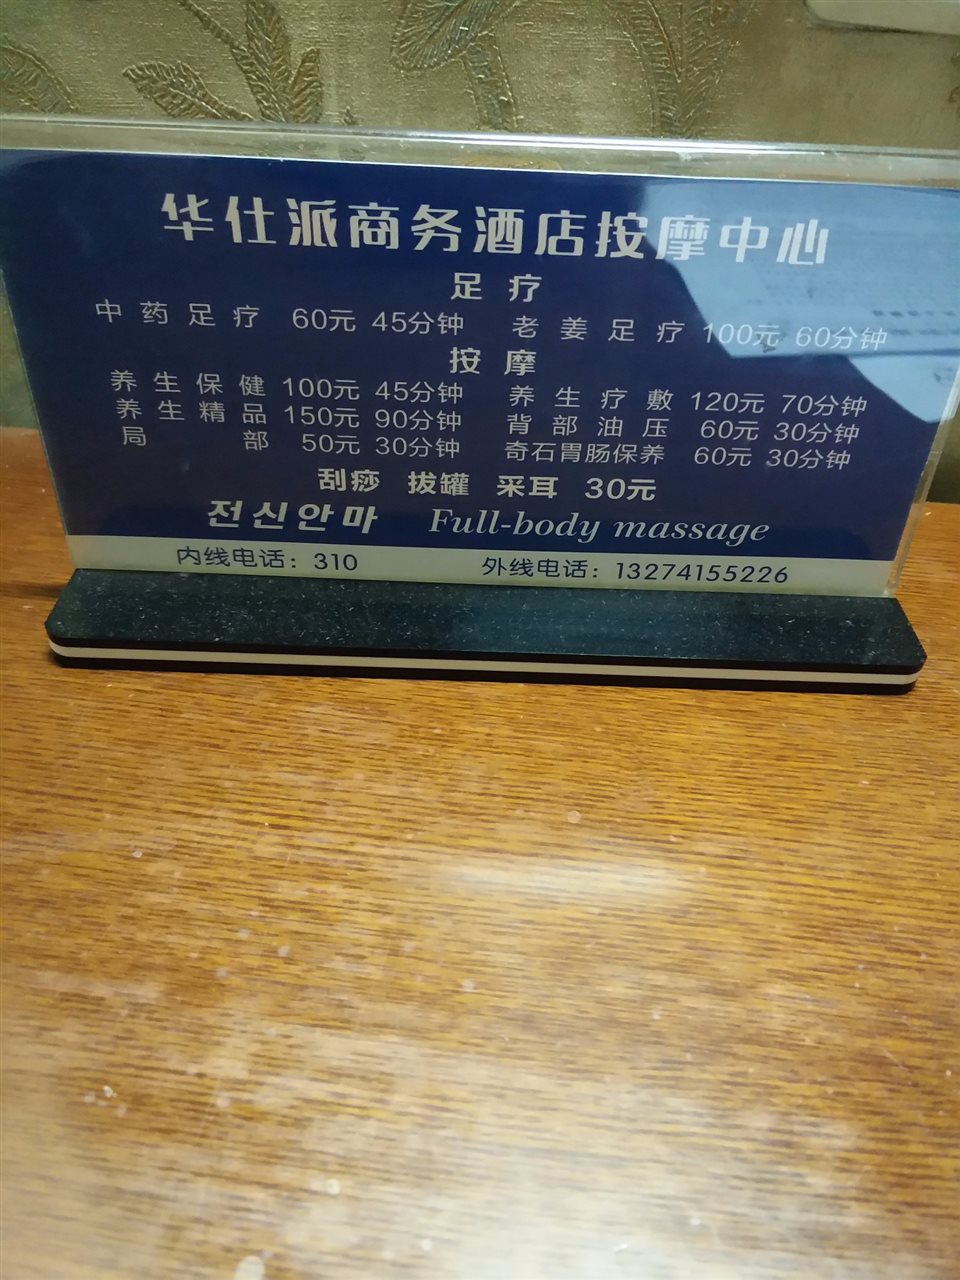 华仕派商务酒店按摩中心
足疗
中药足疗 60元 45分钟 老姜足疗 100元 60分钟
按摩
养生保健 100元 45分钟 养生疗敷 120元 70分钟
养生精品 150元 90分钟 背部油压 60元 30分钟
局部 50元 30分钟 奇石胃肠保养 60元 30分钟
刮痧 拔罐 采耳 30元
전신안마 Full-body massage
内线电话：310 外线电话：13274155226